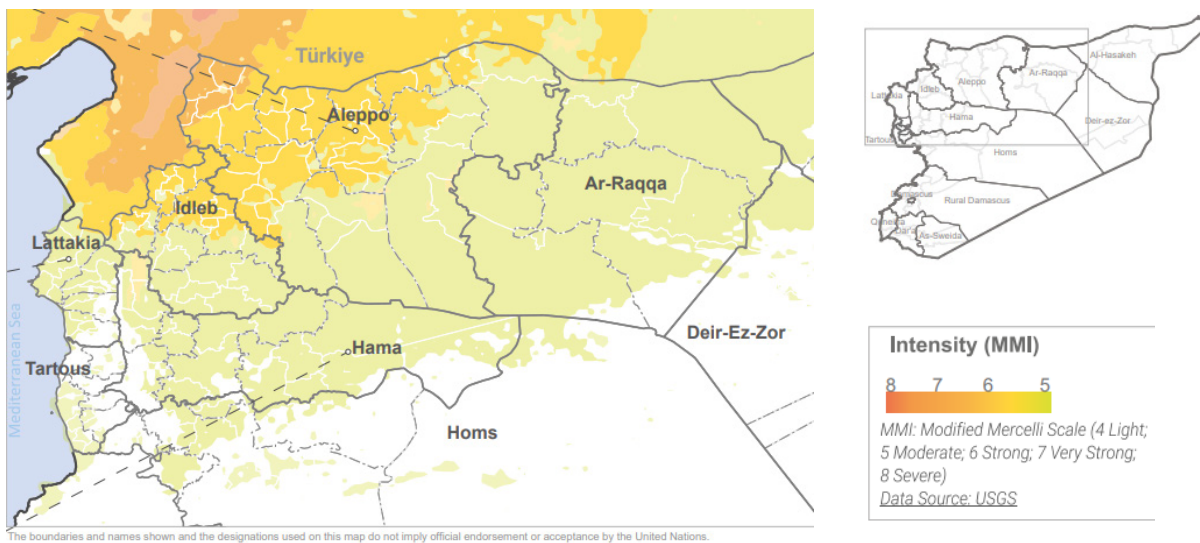 Türkiye
Aleppo
Ar-Raqqa
Idleb
Lattakia
Deir-Ez-Zor
Hama
Tartous
Homs
Mediterranean Sea
Al-Hasakeh
Ar-Raqqa
Aleppo
Idleb
Lattakia
Hama
Deir-ez-Zor
Tartous
Homs
Rural Damascus
As-Sweida
Intensity (MMI)
8 7 6 5
MMI: Modified Mercelli Scale (4 Light;
5 Moderate; 6 Strong; 7 Very Strong;
8 Severe)
Data Source: USGS
The boundaries and names shown and the designations used on this map do not imply official endorsement or acceptance by the United Nations.